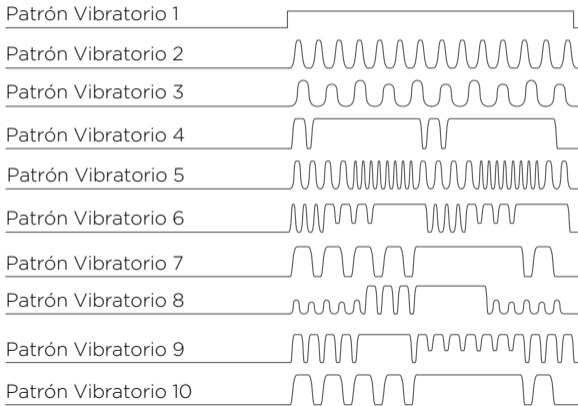 Patrón Vibratorio 1
Patrón Vibratorio 2
Patrón Vibratorio 3
Patrón Vibratorio 4
Patrón Vibratorio 5
Patrón Vibratorio 6
Patrón Vibratorio 7
Patrón Vibratorio 8
Patrón Vibratorio 9
Patrón Vibratorio 10